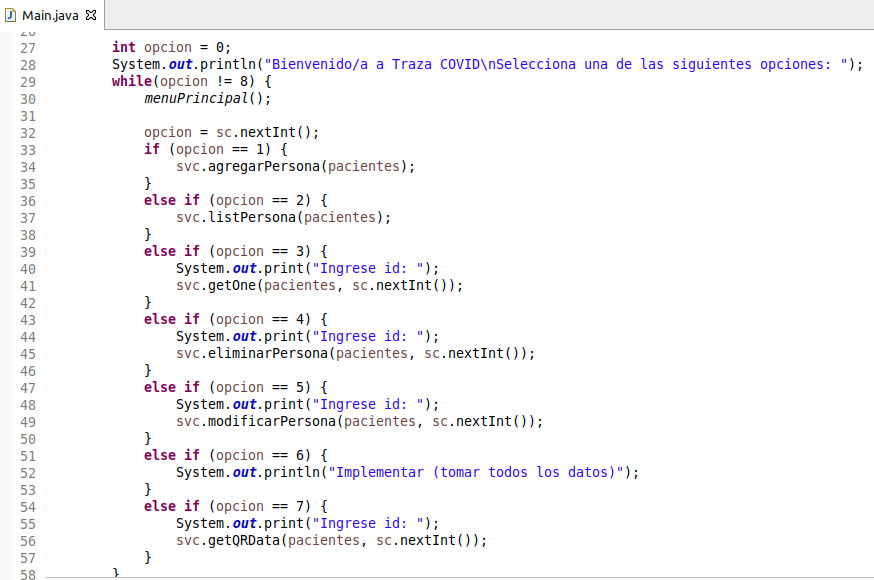 Main.java
26
27 int opcion = 0;
28 System.out.println("Bienvenido/a a Traza COVID\nSelecciona una de las siguientes opciones: ");
29 while(opcion != 8) {
30 menuPrincipal();
31
32 opcion = sc.nextInt();
33 if (opcion == 1) {
34 svc.agregarPersona(pacientes);
35 }
36 else if (opcion == 2) {
37 svc.listPersona(pacientes);
38 }
39 else if (opcion == 3) {
40 System.out.print("Ingrese id: ");
41 svc.getOne(pacientes, sc.nextInt());
42 }
43 else if (opcion == 4) {
44 System.out.print("Ingrese id: ");
45 svc.eliminarPersona(pacientes, sc.nextInt());
46 }
47 else if (opcion == 5) {
48 System.out.print("Ingrese id: ");
49 svc.modificarPersona(pacientes, sc.nextInt());
50 }
51 else if (opcion == 6) {
52 System.out.println("Implementar (tomar todos los datos)");
53 }
54 else if (opcion == 7) {
55 System.out.print("Ingrese id: ");
56 svc.getQRData(pacientes, sc.nextInt());
57 }
58 }